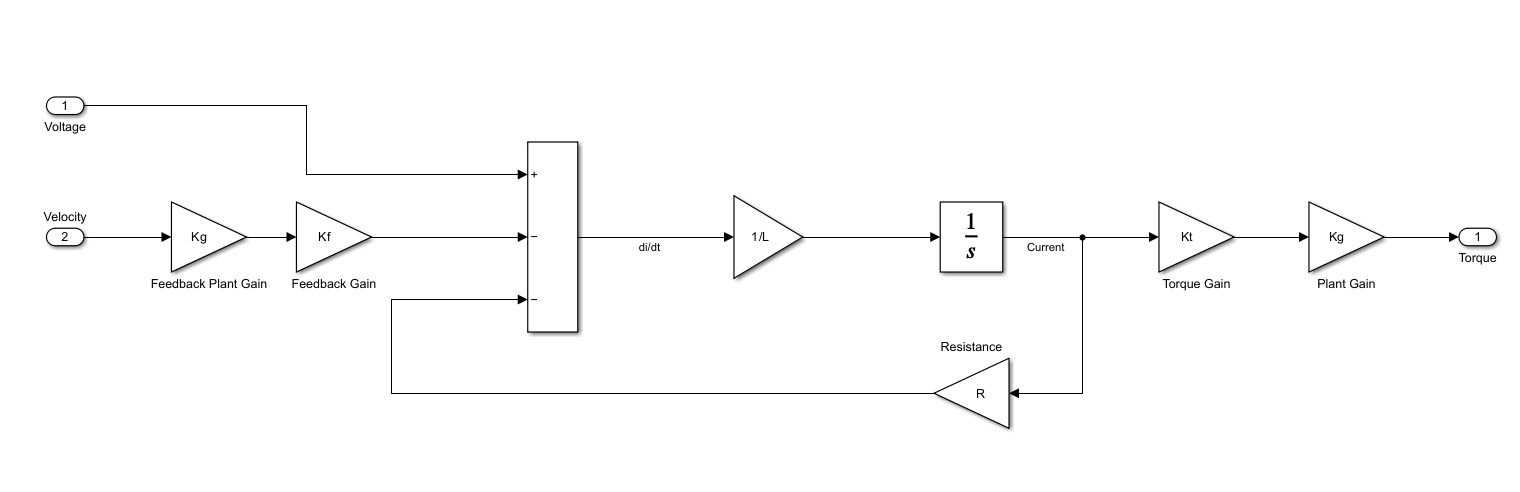 1
Voltage
Velocity
2
Kg
Feedback Plant Gain
Kf
Feedback Gain
+
−
−
di/dt
1/L
1
s
Current
Kt
Torque Gain
Kg
Plant Gain
1
Torque
Resistance
R